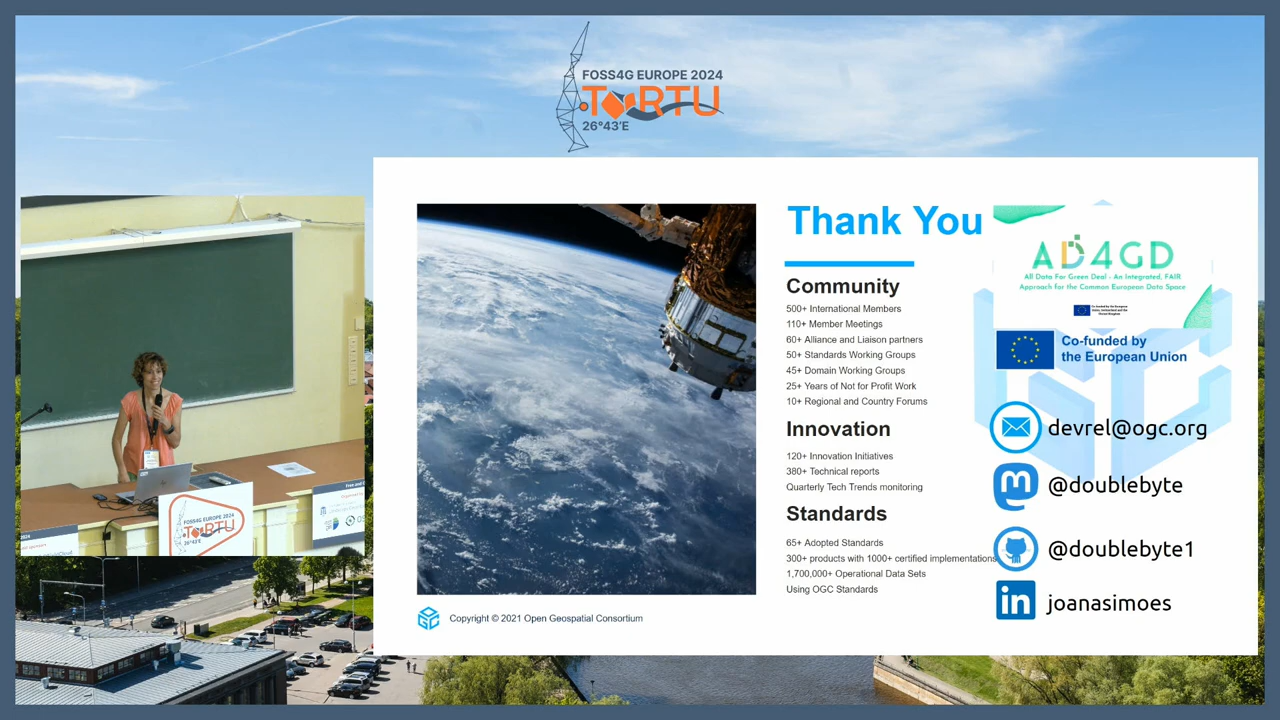 FOSS4G EUROPE 2024
TORTU
26°43'E
Thank You
Community
500+ International Members
110+ Member Meetings
60+ Alliance and Liaison partners
50+ Standards Working Groups
45+ Domain Working Groups
25+ Years of Not for Profit Work
10+ Regional and Country Forums
Innovation
120+ Innovation Initiatives
380+ Technical reports
Quarterly Tech Trends monitoring
Standards
65+ Adopted Standards
300+ products with 1000+ certified implementations
1,700,000+ Operational Data Sets
Using OGC Standards
Copyright © 2021 Open Geospatial Consortium
AD4GD
All Data For Green Deal - An Integrated, FAIR
Approach for the Common European Data Space
Co-funded by
the European Union
devrel@ogc.org
@doublebyte
@doublebyte1
in joanasimoes
FOSS4G EUROPE 2024
TORTU
26°43'E